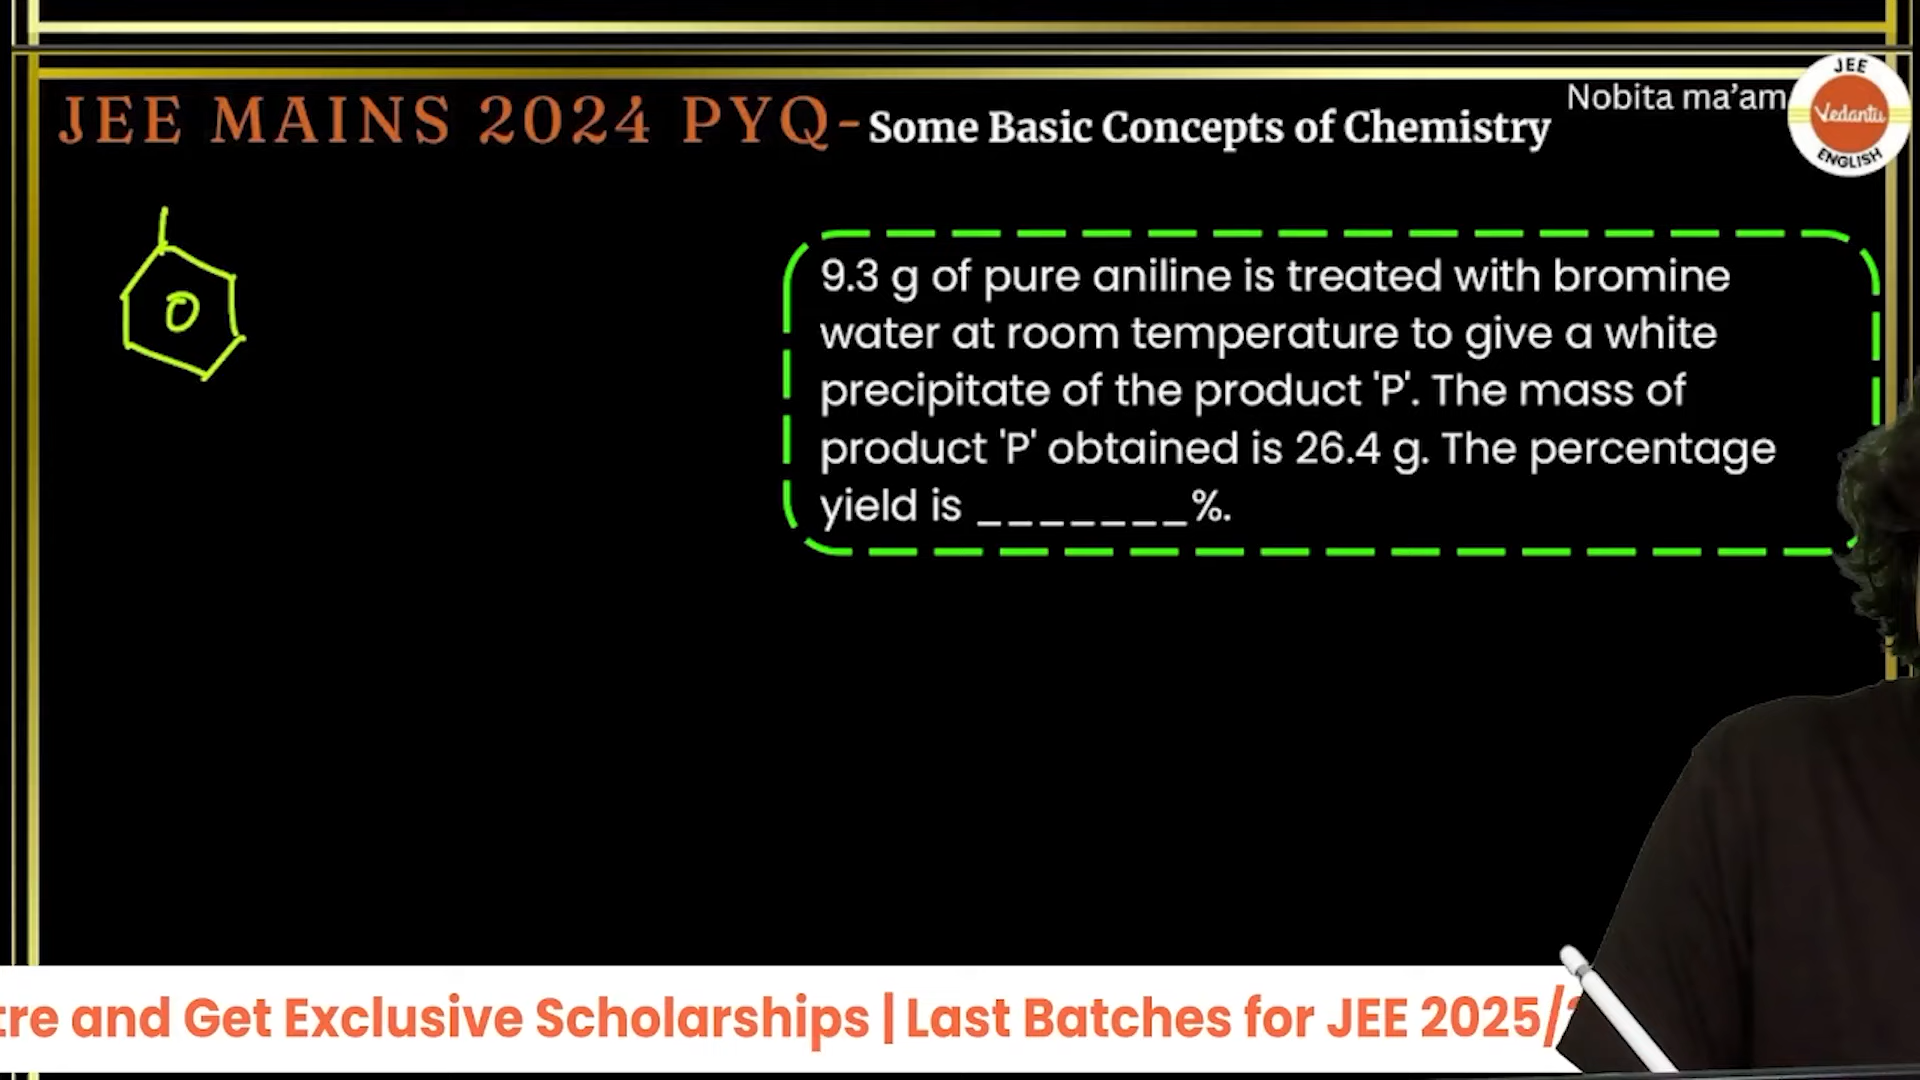 JEE MAINS 2024 PYQ- Some Basic Concepts of Chemistry
Nobita ma'am
JEE
Vedantu
ENGLISH
9.3 g of pure aniline is treated with bromine
water at room temperature to give a white
precipitate of the product 'P'. The mass of
product 'P' obtained is 26.4 g. The percentage
yield is _______%.
and Get Exclusive Scholarships | Last Batches for JEE 2025/